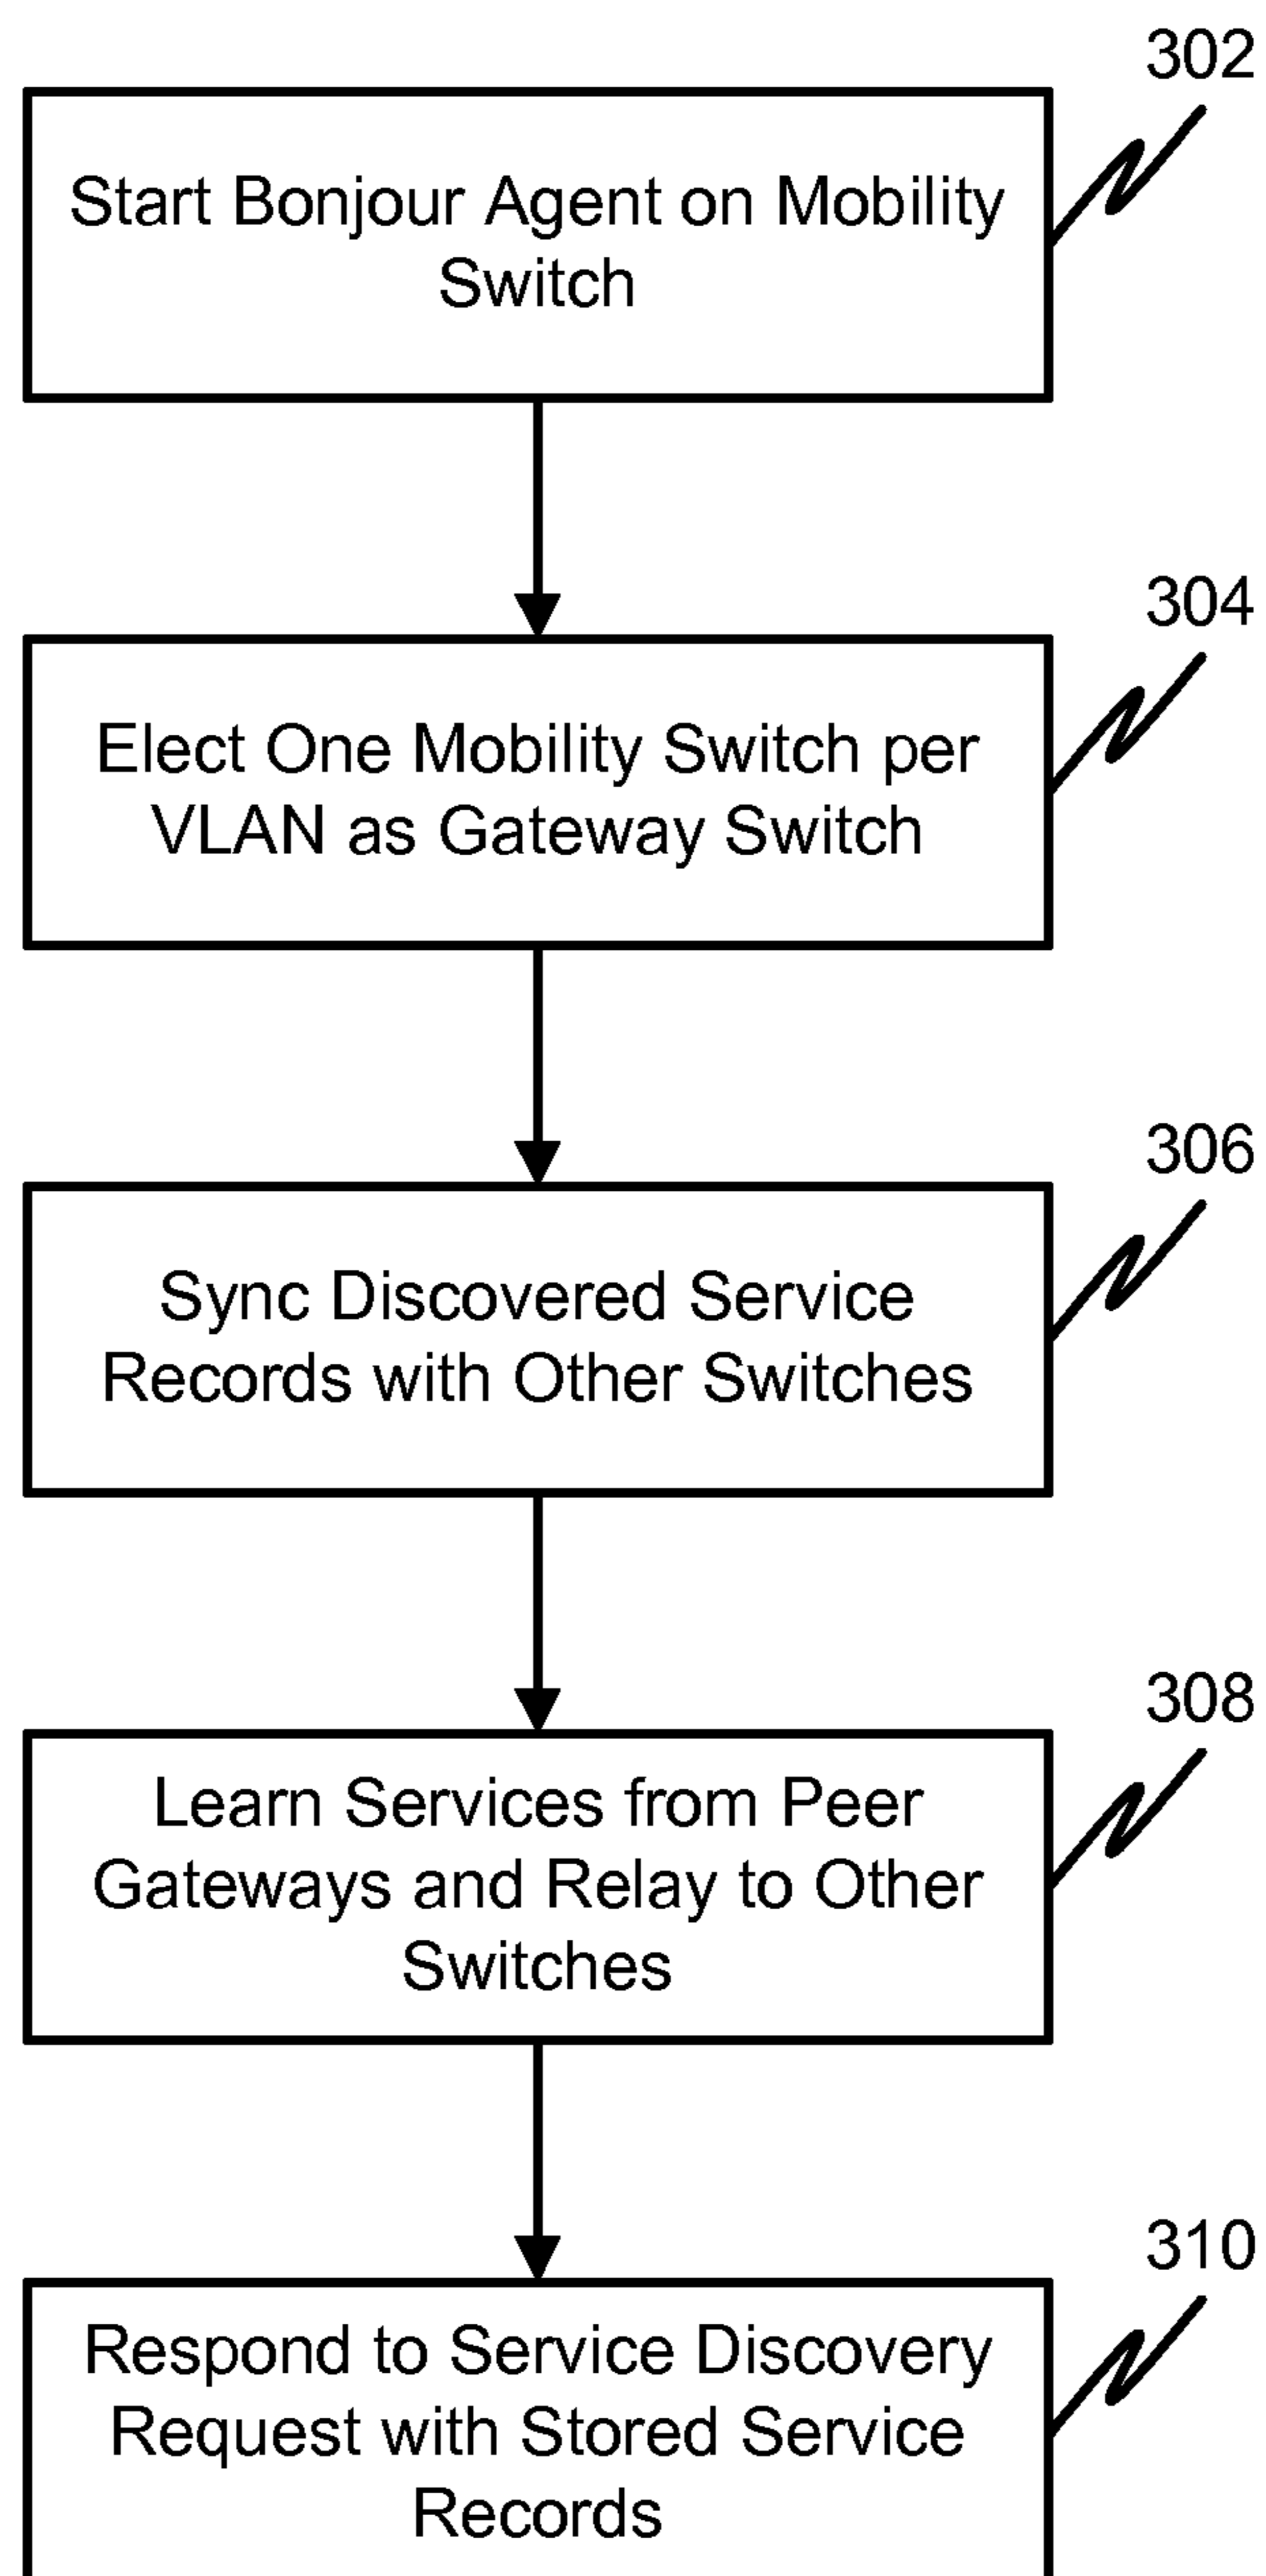 302
Start Bonjour Agent on Mobility
Switch
304
Elect One Mobility Switch per
VLAN as Gateway Switch
306
Sync Discovered Service
Records with Other Switches
308
Learn Services from Peer
Gateways and Relay to Other
Switches
310
Respond to Service Discovery
Request with Stored Service
Records